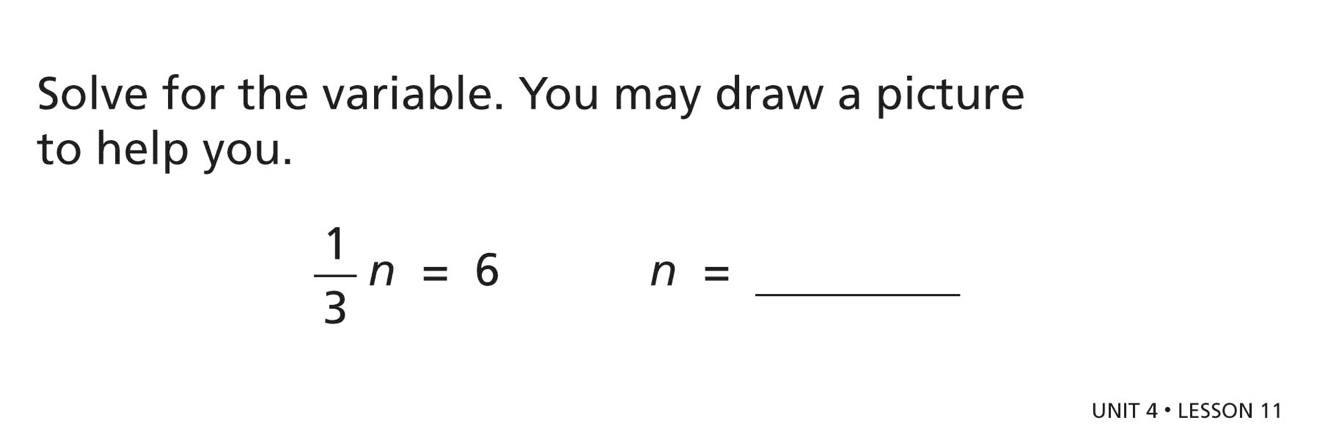 Solve for the variable. You may draw a picture
to help you.
1/3 n = 6 n = ________
UNIT 4 • LESSON 11